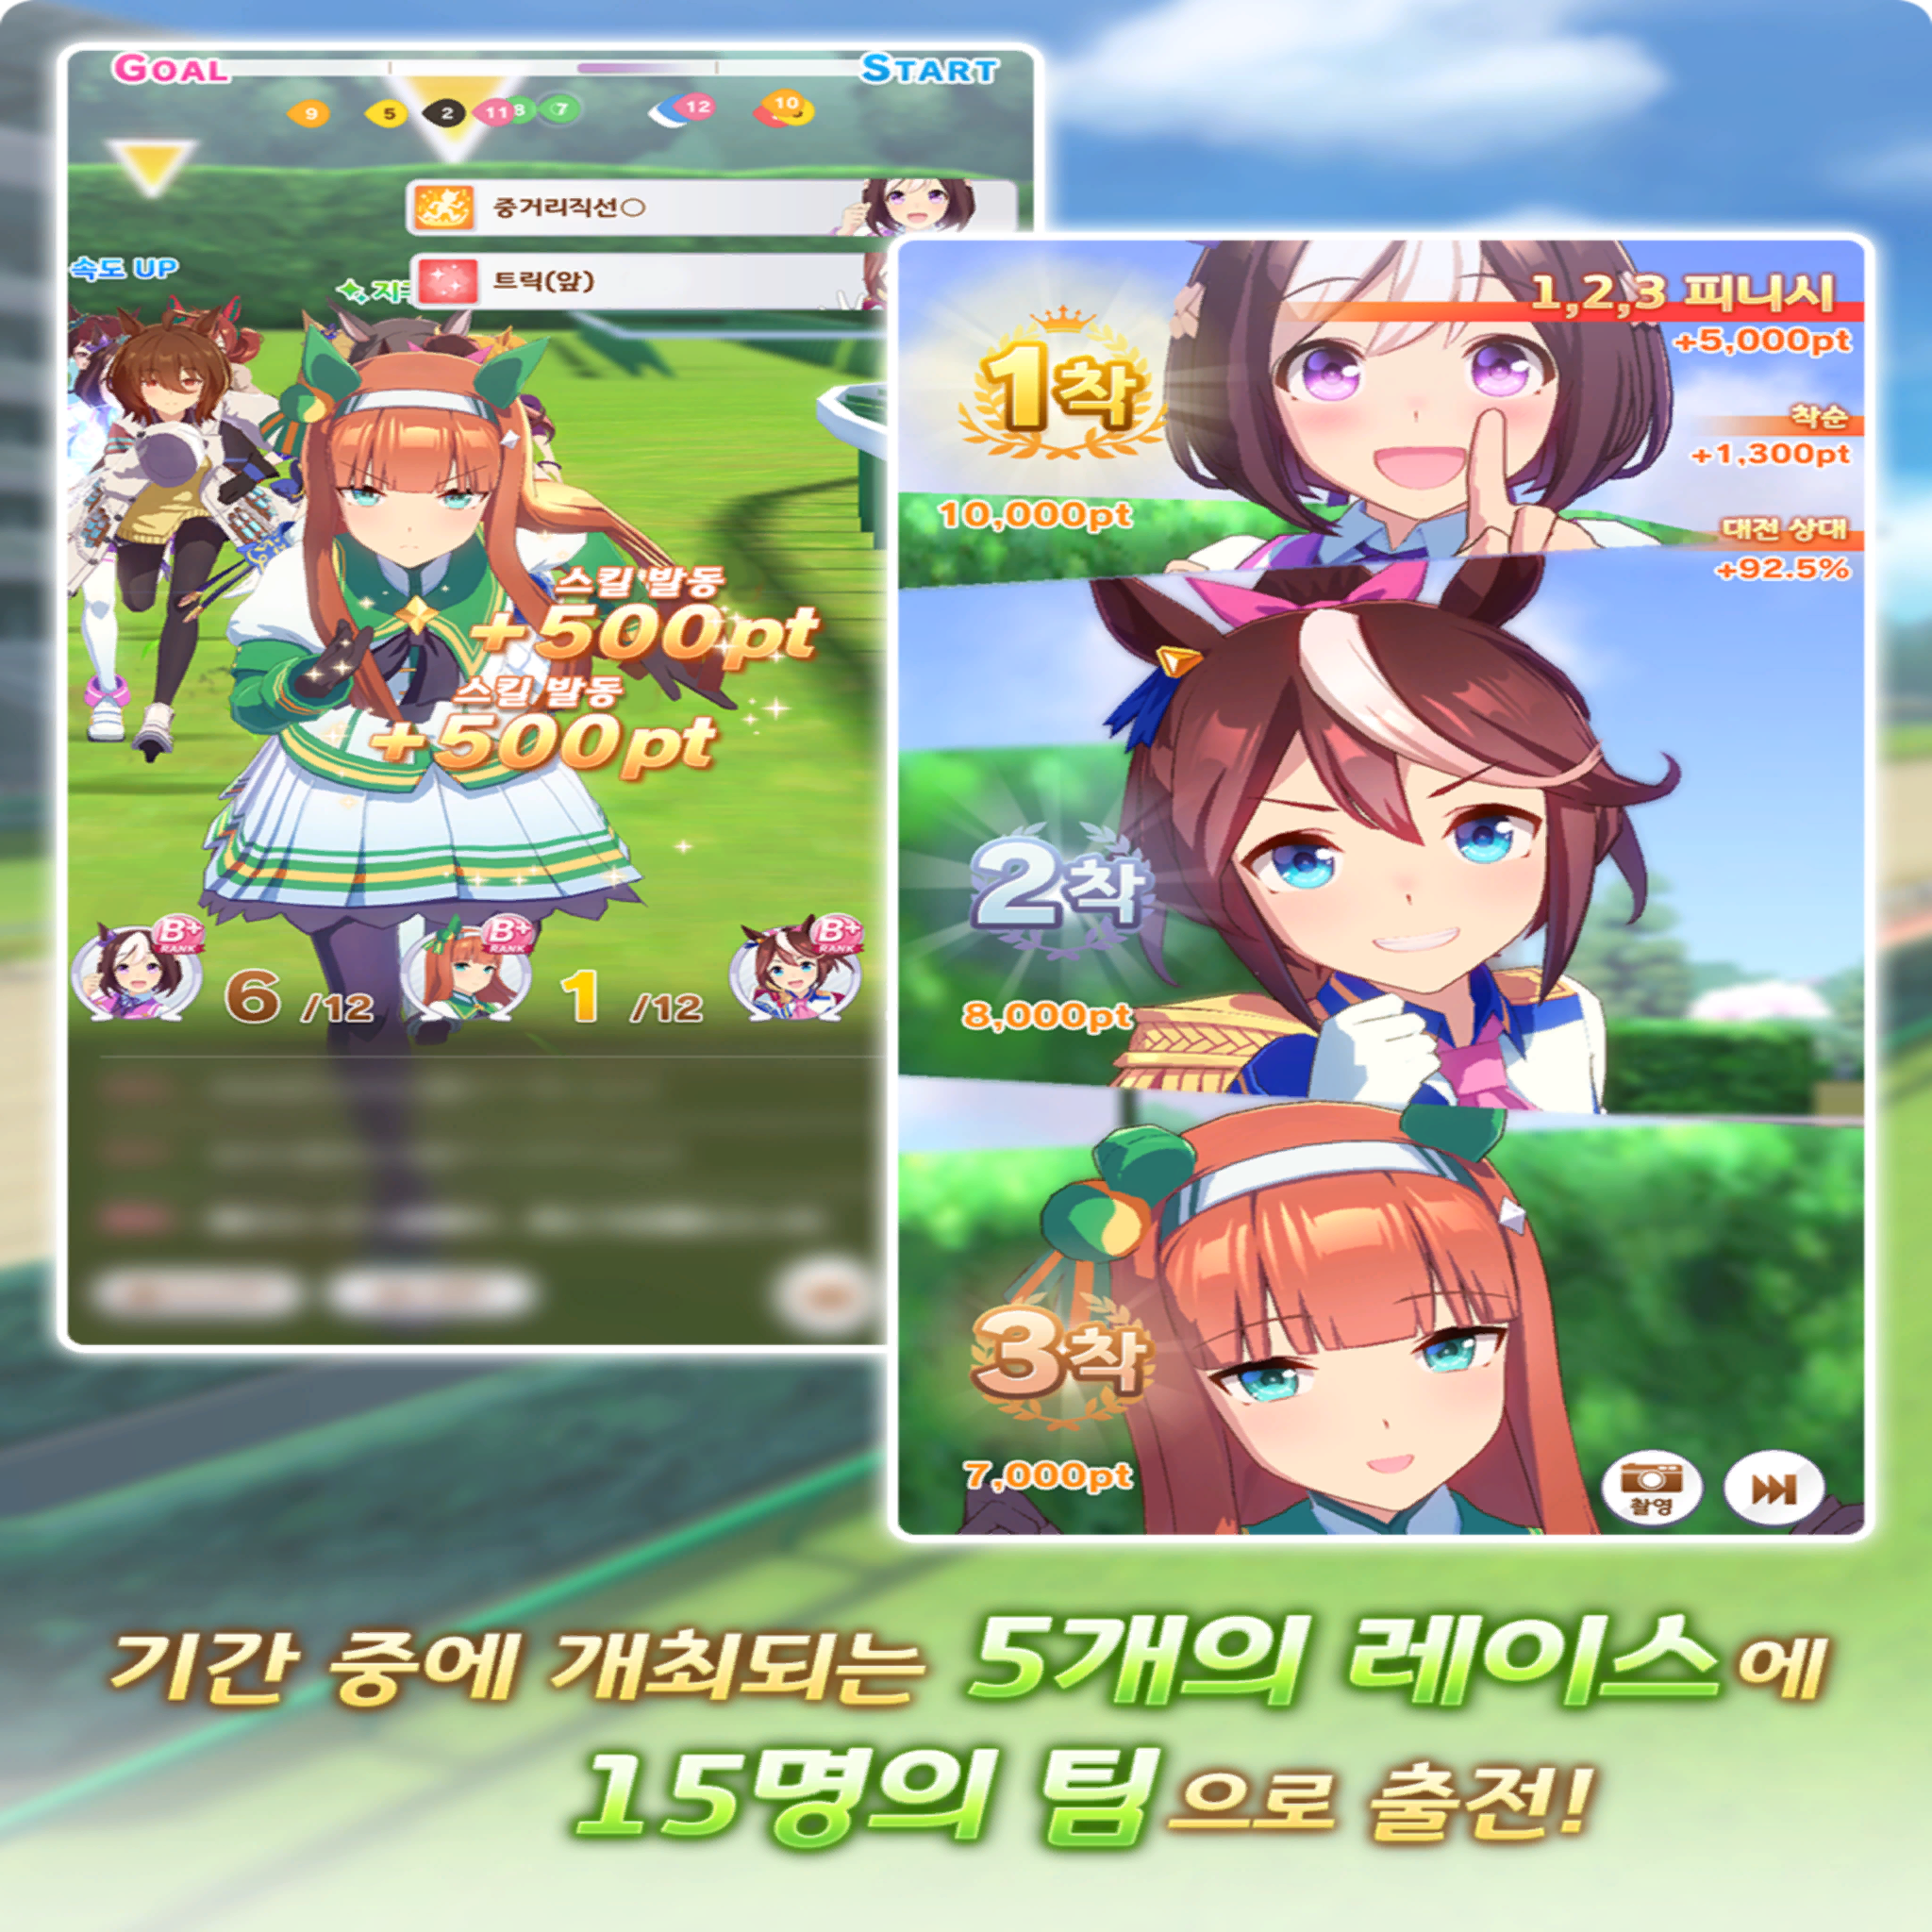 GOAL
START
9 5 2 11 8 7 12 10
중거리직선○
트릭(앞)
속도 UP
스킬 발동
+500pt
스킬 발동
+500pt
B+ RANK
6 /12
B+ RANK
1 /12
B+ RANK
1,2,3 피니시
+5,000pt
1착
착순
+1,300pt
10,000pt
대전 상대
+92.5%
2착
8,000pt
3착
7,000pt
촬영
기간 중에 개최되는 5개의 레이스에
15명의 팀으로 출전!